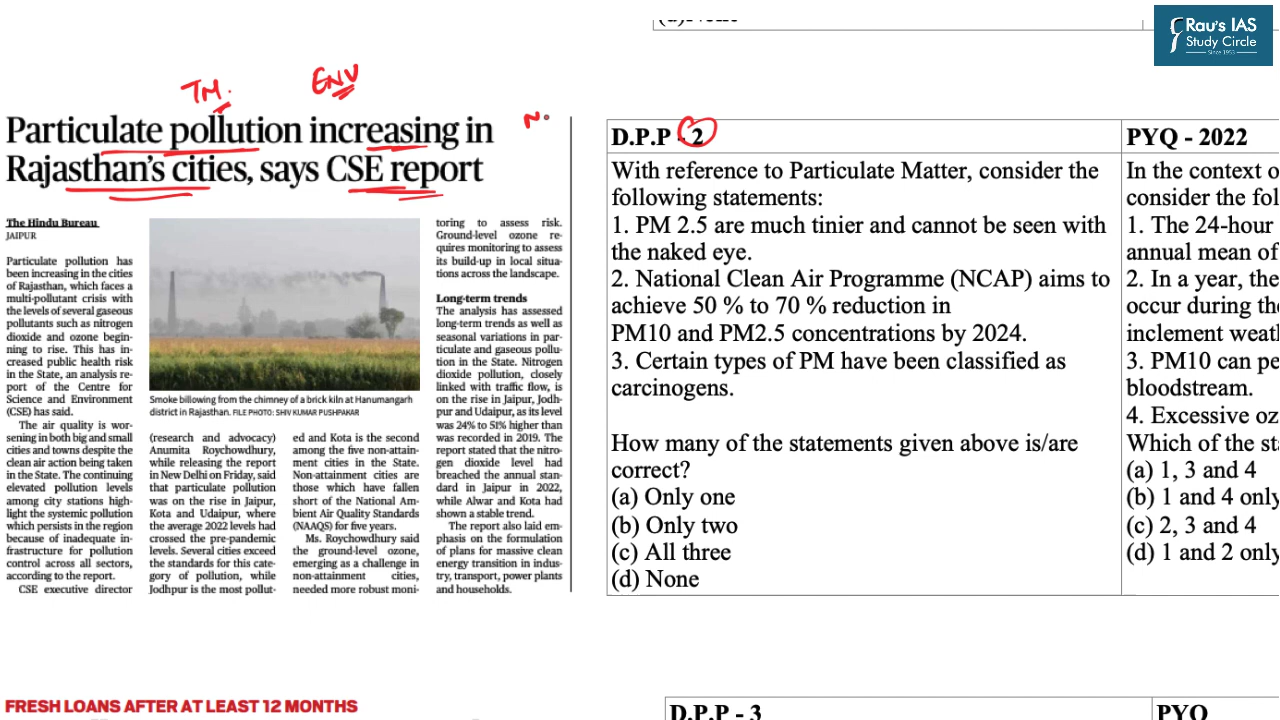 (d)None
Rau's IAS
Study Circle
Since 1953
TM.
ENV
N
Particulate pollution increasing in
Rajasthan's cities, says CSE report
The Hindu Bureau
JAIPUR
Particulate pollution has
been increasing in the cities
of Rajasthan, which faces a
multi-pollutant crisis with
the levels of several gaseous
pollutants such as nitrogen
dioxide and ozone begin-
ning to rise. This has in-
creased public health risk
in the State, an analysis re-
port of the Centre for
Science and Environment
(CSE) has said.
The air quality is wor-
sening in both big and small
cities and towns despite the
clean air action being taken
in the State. The continuing
elevated pollution levels
among city stations high-
light the systemic pollution
which persists in the region
because of inadequate in-
frastructure for pollution
control across all sectors,
according to the report.
CSE executive director
Smoke billowing from the chimney of a brick kiln at Hanumangarh
district in Rajasthan. FILE PHOTO: SHIV KUMAR PUSHPAKAR
(research and advocacy)
Anumita Roychowdhury,
while releasing the report
in New Delhi on Friday, said
that particulate pollution
was on the rise in Jaipur,
Kota and Udaipur, where
the average 2022 levels had
crossed the pre-pandemic
levels. Several cities exceed
the standards for this cate-
gory of pollution, while
Jodhpur is the most pollut-
ed and Kota is the second
among the five non-attain-
ment cities in the State.
Non-attainment cities are
those which have fallen
short of the National Am-
bient Air Quality Standards
(NAAQS) for five years.
Ms. Roychowdhury said
the ground-level ozone,
emerging as a challenge in
non-attainment cities,
needed more robust moni-
toring to assess risk.
Ground-level ozone re-
quires monitoring to assess
its build-up in local situa-
tions across the landscape.
Long-term trends
The analysis has assessed
long-term trends as well as
seasonal variations in par-
ticulate and gaseous pollu-
tion in the State. Nitrogen
dioxide pollution, closely
linked with traffic flow, is
on the rise in Jaipur, Jodh-
pur and Udaipur, as its level
was 24% to 51% higher than
was recorded in 2019. The
report stated that the nitro-
gen dioxide level had
breached the annual stan-
dard in Jaipur in 2022,
while Alwar and Kota had
shown a stable trend.
The report also laid em-
phasis on the formulation
of plans for massive clean
energy transition in indus-
try, transport, power plants
and households.
D.P.P - 2
With reference to Particulate Matter, consider the
following statements:
1. PM 2.5 are much tinier and cannot be seen with
the naked eye.
2. National Clean Air Programme (NCAP) aims to
achieve 50 % to 70 % reduction in
PM10 and PM2.5 concentrations by 2024.
3. Certain types of PM have been classified as
carcinogens.
How many of the statements given above is/are
correct?
(a) Only one
(b) Only two
(c) All three
(d) None
PYQ - 2022
In the context o
consider the fol
1. The 24-hour
annual mean of
2. In a year, the
occur during the
inclement weat
3. PM10 can pe
bloodstream.
4. Excessive oz
Which of the sta
(a) 1, 3 and 4
(b) 1 and 4 only
(c) 2, 3 and 4
(d) 1 and 2 only
FRESH LOANS AFTER AT LEAST 12 MONTHS
D.P.P - 3
PYQ